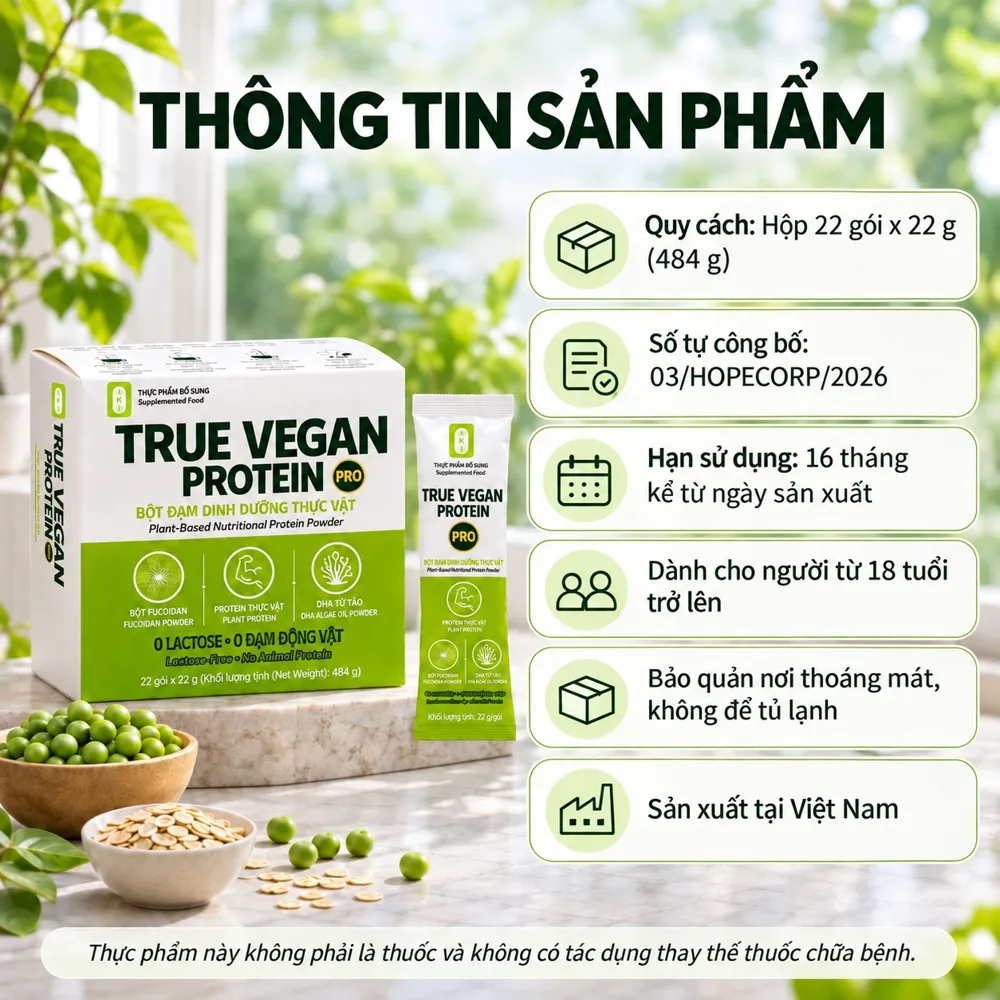 THÔNG TIN SẢN PHẨM
Quy cách: Hộp 22 gói x 22 g
(484 g)
Số tự công bố:
03/HOPECORP/2026
Hạn sử dụng: 16 tháng
kể từ ngày sản xuất
Dành cho người từ 18 tuổi
trở lên
Bảo quản nơi thoáng mát,
không để tủ lạnh
Sản xuất tại Việt Nam
IKI
THỰC PHẨM BỔ SUNG
Supplemented Food
TRUE VEGAN
PROTEIN PRO
BỘT ĐẠM DINH DƯỠNG THỰC VẬT
Plant-Based Nutritional Protein Powder
BỘT FUCOIDAN
FUCOIDAN POWDER
PROTEIN THỰC VẬT
PLANT PROTEIN
DHA TỪ TẢO
DHA ALGAE OIL POWDER
0 LACTOSE • 0 ĐẠM ĐỘNG VẬT
Lactose-Free • No Animal Protein
22 gói x 22 g (Khối lượng tịnh (Net Weight): 484 g)
TRUE VEGAN
PROTEIN
IKI
THỰC PHẨM BỔ SUNG
Supplemented Food
TRUE VEGAN
PROTEIN
PRO
BỘT ĐẠM DINH DƯỠNG THỰC VẬT
Plant-Based Nutritional Protein Powder
PROTEIN THỰC VẬT
PLANT PROTEIN
BỘT FUCOIDAN
FUCOIDAN POWDER
DHA TỪ TẢO
Khối lượng tịnh: 22 g/gói
Thực phẩm này không phải là thuốc và không có tác dụng thay thế thuốc chữa bệnh.